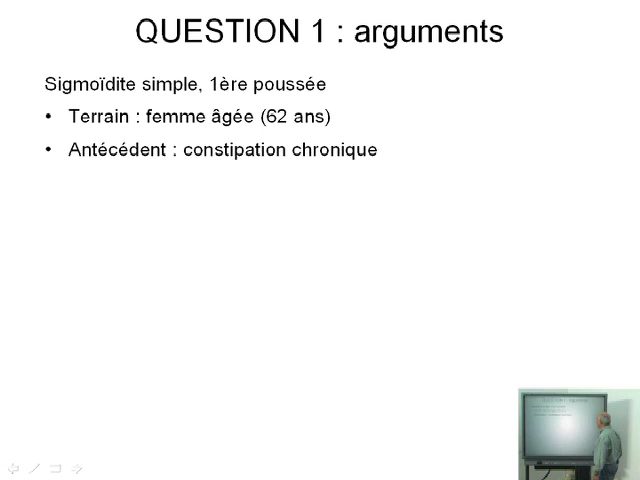 QUESTION 1 : arguments
Sigmoïdite simple, 1ère poussée
• Terrain : femme âgée (62 ans)
• Antécédent : constipation chronique